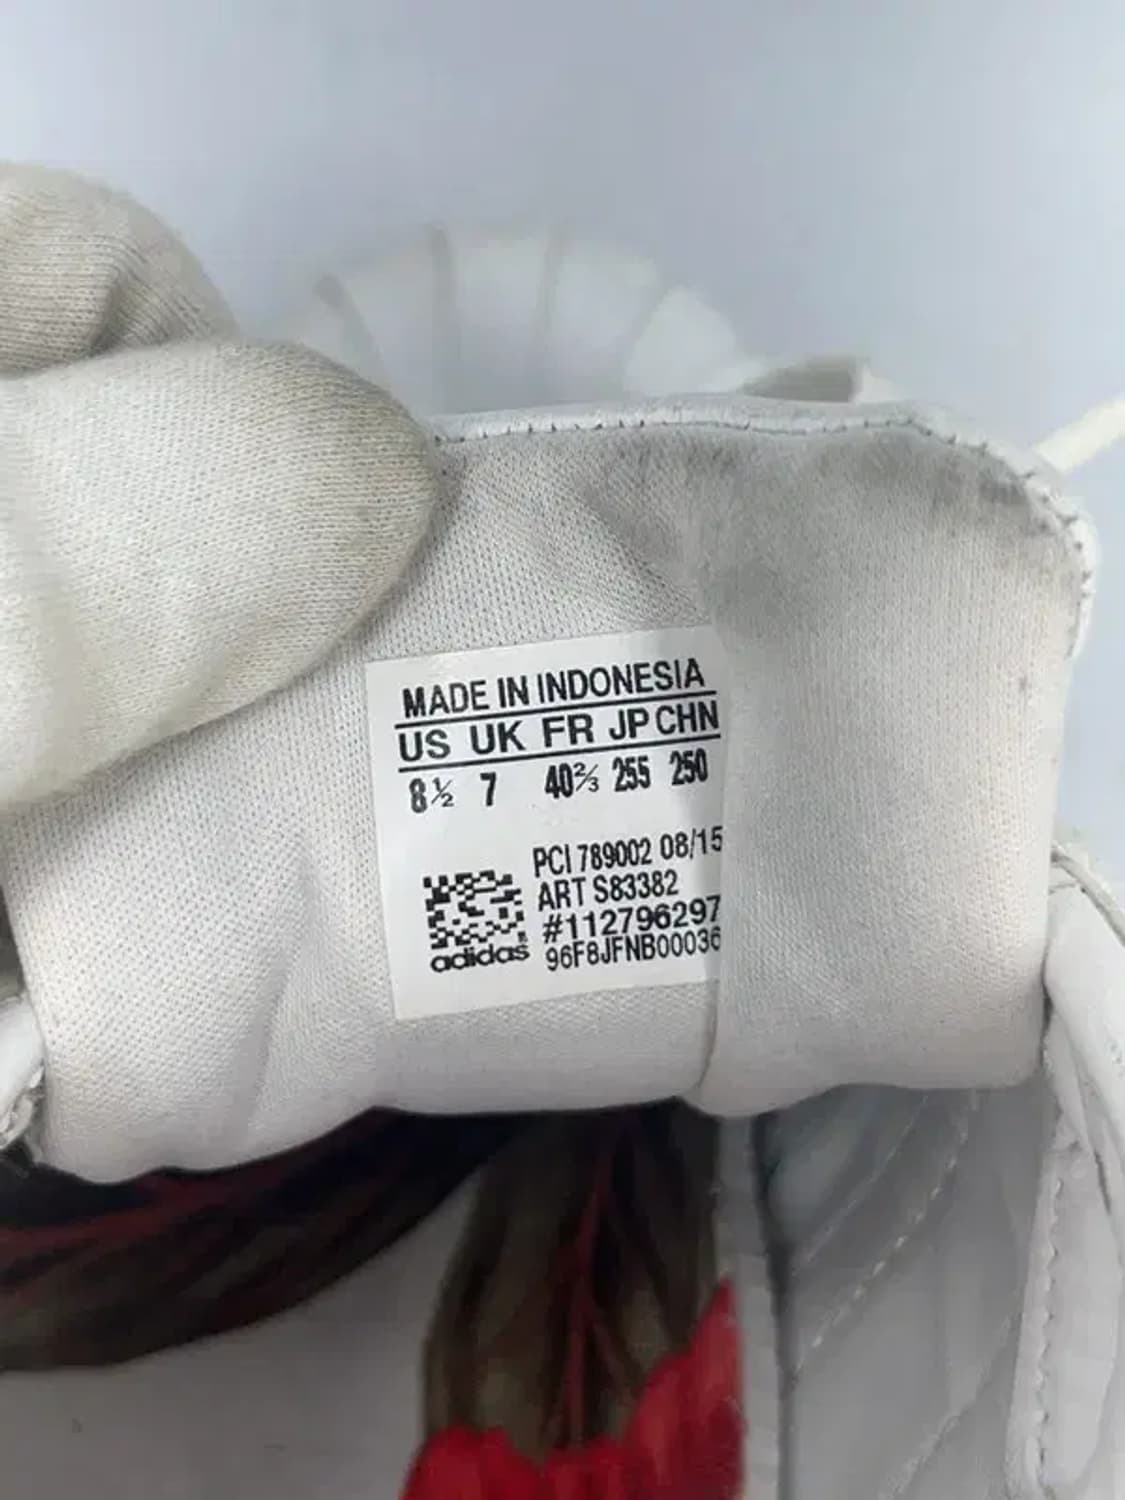 MADE IN INDONESIA
US UK FR JP CHN
8½ 7 40⅔ 255 250
PCI 789002 08/15
ART S83382
#112796297
96F8JFNB00036
adidas